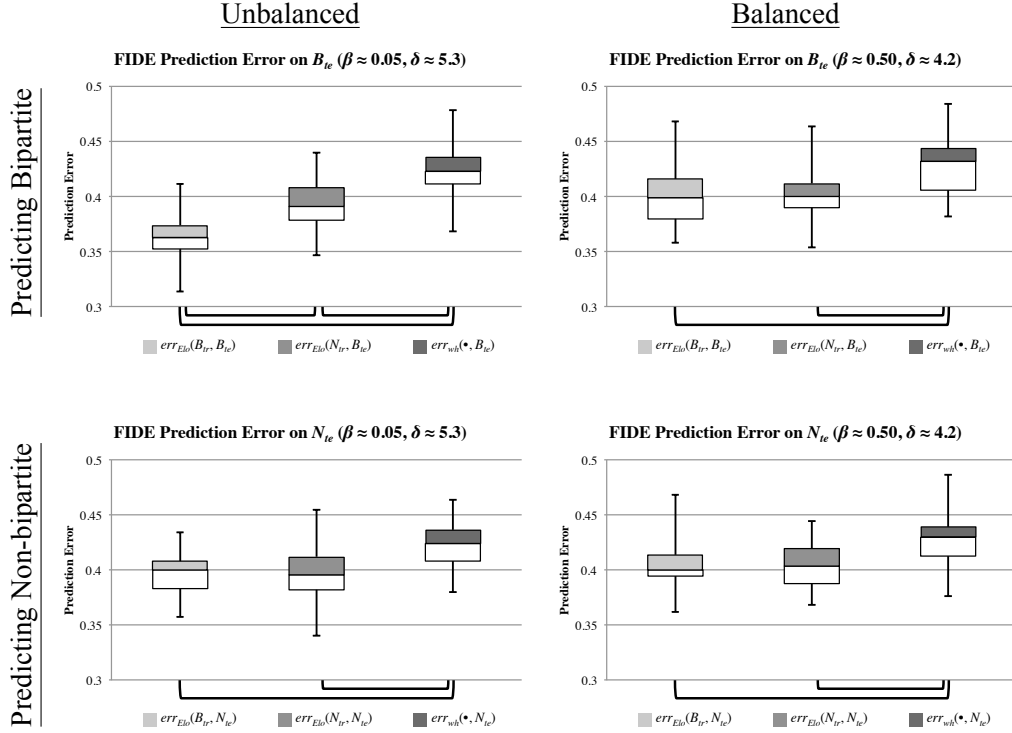 Unbalanced
Balanced
Predicting Bipartite
FIDE Prediction Error on B_te (β ≈ 0.05, δ ≈ 5.3)
Prediction Error
0.5
0.45
0.4
0.35
0.3
err_Elo(B_tr, B_te) err_Elo(N_tr, B_te) err_wh(•, B_te)
FIDE Prediction Error on B_te (β ≈ 0.50, δ ≈ 4.2)
Prediction Error
0.5
0.45
0.4
0.35
0.3
err_Elo(B_tr, B_te) err_Elo(N_tr, B_te) err_wh(•, B_te)
Predicting Non-bipartite
FIDE Prediction Error on N_te (β ≈ 0.05, δ ≈ 5.3)
Prediction Error
0.5
0.45
0.4
0.35
0.3
err_Elo(B_tr, N_te) err_Elo(N_tr, N_te) err_wh(•, N_te)
FIDE Prediction Error on N_te (β ≈ 0.50, δ ≈ 4.2)
Prediction Error
0.5
0.45
0.4
0.35
0.3
err_Elo(B_tr, N_te) err_Elo(N_tr, N_te) err_wh(•, N_te)